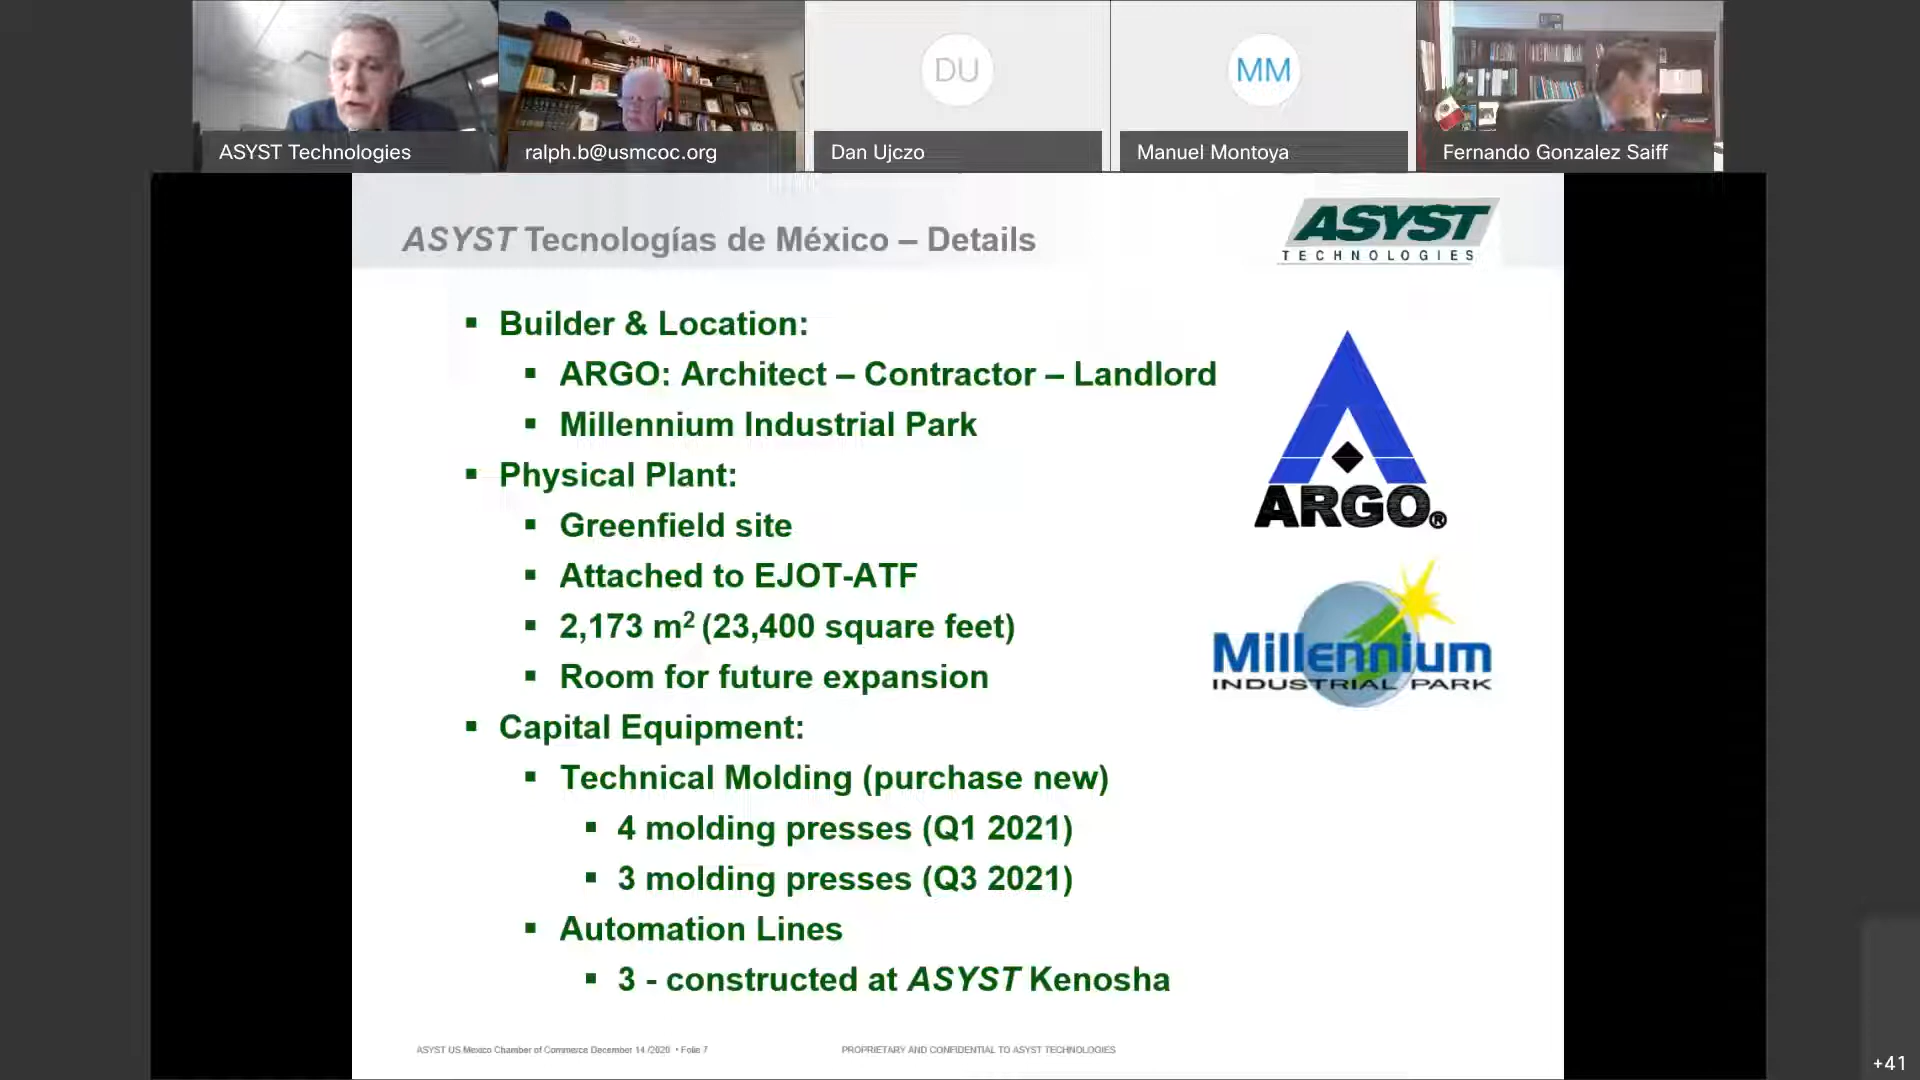 DU
MM
ASYST Technologies
ralph.b@usmcoc.org
Dan Ujczo
Manuel Montoya
Fernando Gonzalez Saiff
ASYST Tecnologías de México – Details
ASYST
TECHNOLOGIES
▪ Builder & Location:
▪ ARGO: Architect – Contractor – Landlord
▪ Millennium Industrial Park
▪ Physical Plant:
▪ Greenfield site
▪ Attached to EJOT-ATF
▪ 2,173 m² (23,400 square feet)
▪ Room for future expansion
▪ Capital Equipment:
▪ Technical Molding (purchase new)
▪ 4 molding presses (Q1 2021)
▪ 3 molding presses (Q3 2021)
▪ Automation Lines
▪ 3 - constructed at ASYST Kenosha
ARGO®
Millennium
INDUSTRIAL PARK
ASYST US Mexico Chamber of Commerce December 14 /2020 • Folie 7
PROPRIETARY AND CONFIDENTIAL TO ASYST TECHNOLOGIES
+41